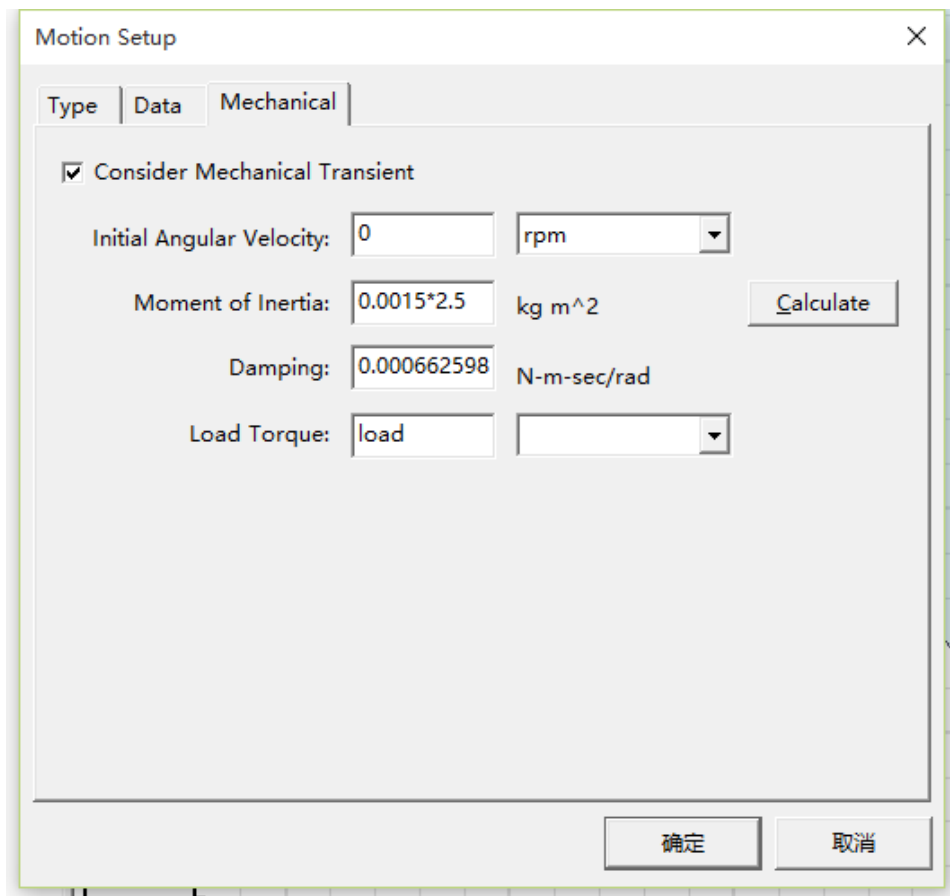 Motion Setup
Type Data Mechanical
Consider Mechanical Transient
Initial Angular Velocity: 0 rpm
Moment of Inertia: 0.0015*2.5 kg m^2 Calculate
Damping: 0.000662598 N-m-sec/rad
Load Torque: load
确定 取消